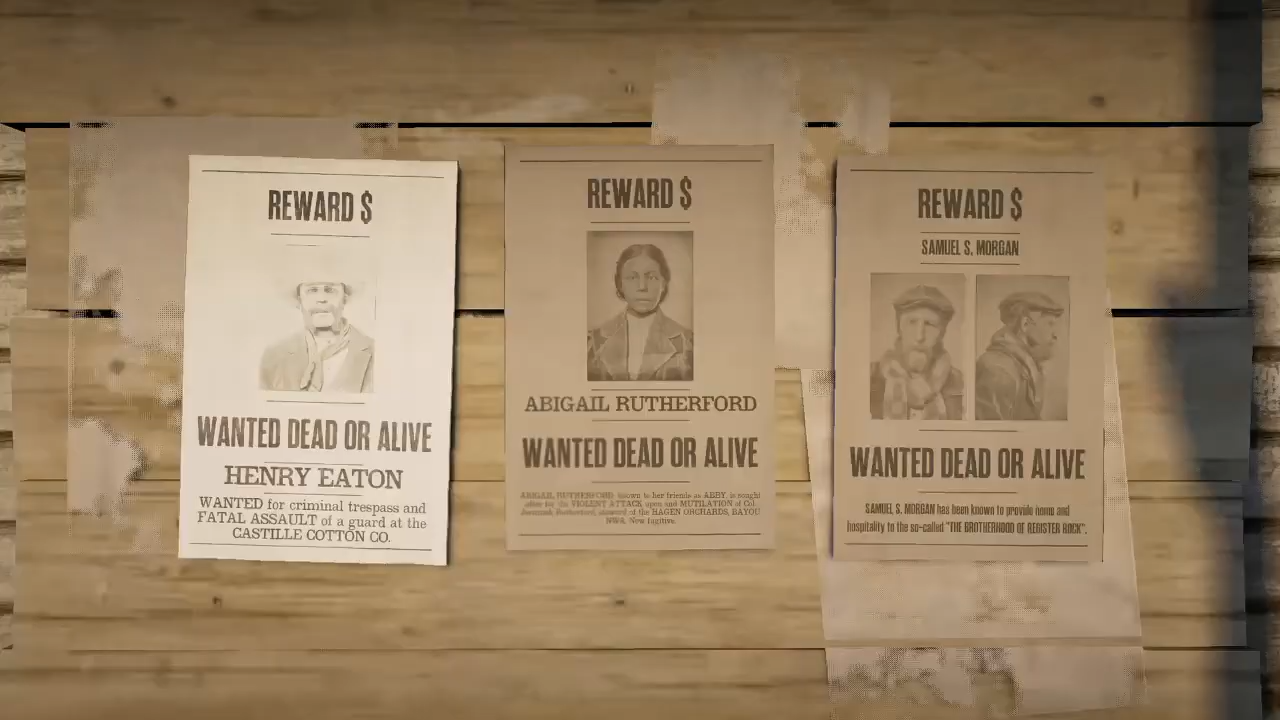 REWARD $
WANTED DEAD OR ALIVE
HENRY EATON
WANTED for criminal trespass and
FATAL ASSAULT of a guard at the
CASTILLE COTTON CO.
REWARD $
ABIGAIL RUTHERFORD
WANTED DEAD OR ALIVE
ABIGAIL RUTHERFORD known to her friends as ABBY, is sought
alive for the VIOLENT ATTACK upon and MUTILATION of Col.
Rutherford, of the HAGEN ORCHARDS, BAYOU
NWA. Now fugitive.
REWARD $
SAMUEL S. MORGAN
WANTED DEAD OR ALIVE
SAMUEL S. MORGAN has been known to provide home and
hospitality to the so-called "THE BROTHERHOOD OF REGISTER ROCK".